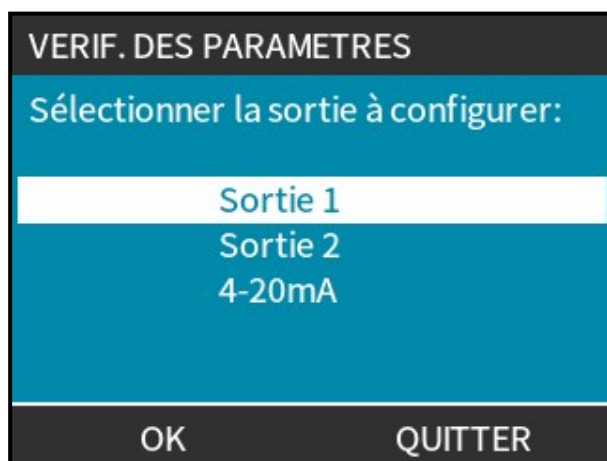 VERIF. DES PARAMETRES
Sélectionner la sortie à configurer:
Sortie 1
Sortie 2
4-20mA
OK QUITTER